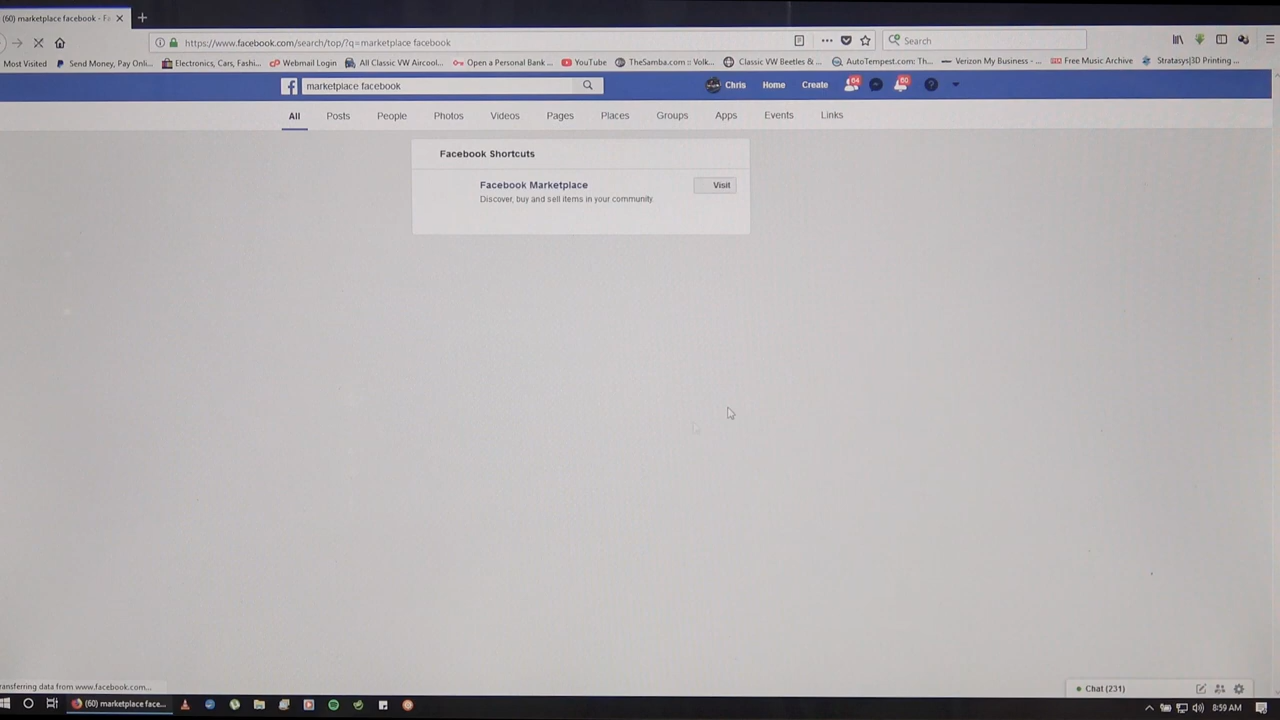 (60) marketplace facebook - Fa
https://www.facebook.com/search/top/?q=marketplace facebook
Search
Most Visited
Send Money, Pay Onli...
Electronics, Cars, Fashi...
Webmail Login
All Classic VW Aircool...
Open a Personal Bank ...
YouTube
TheSamba.com :: Volk...
Classic VW Beetles & ...
AutoTempest.com: Th...
Verizon My Business - ...
Free Music Archive
Stratasys|3D Printing ...
marketplace facebook
Chris
Home
Create
64
60
All
Posts
People
Photos
Videos
Pages
Places
Groups
Apps
Events
Links
Facebook Shortcuts
Facebook Marketplace
Visit
Discover, buy and sell items in your community.
ransferring data from www.facebook.com...
Chat (231)
(60) marketplace face...
8:59 AM